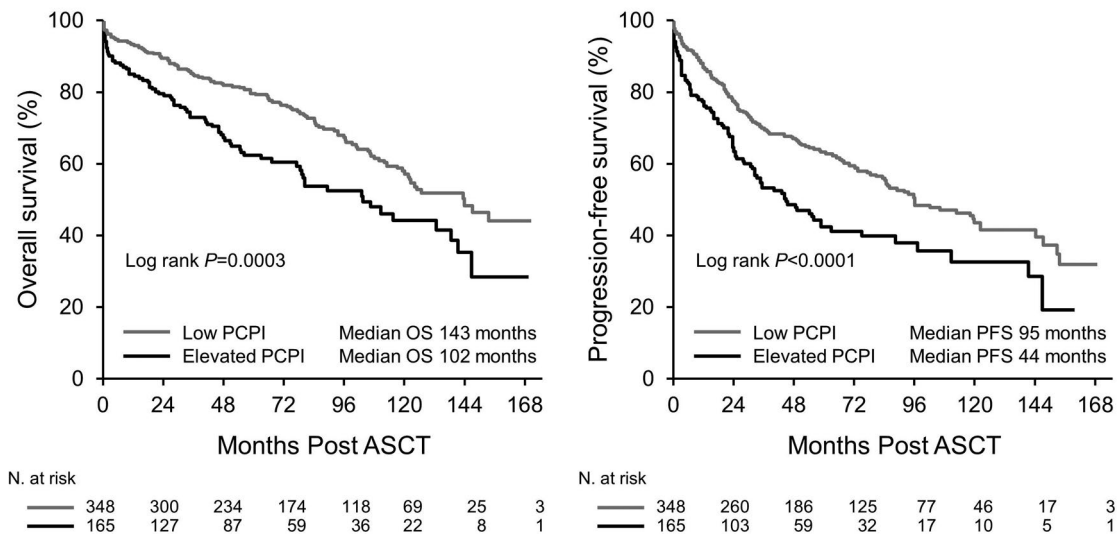 Overall survival (%)
100
80
60
40
20
0
Log rank P=0.0003
Low PCPI Median OS 143 months
Elevated PCPI Median OS 102 months
0 24 48 72 96 120 144 168
Months Post ASCT
N. at risk
348 300 234 174 118 69 25 3
165 127 87 59 36 22 8 1
Progression-free survival (%)
100
80
60
40
20
0
Log rank P<0.0001
Low PCPI Median PFS 95 months
Elevated PCPI Median PFS 44 months
0 24 48 72 96 120 144 168
Months Post ASCT
N. at risk
348 260 186 125 77 46 17 3
165 103 59 32 17 10 5 1